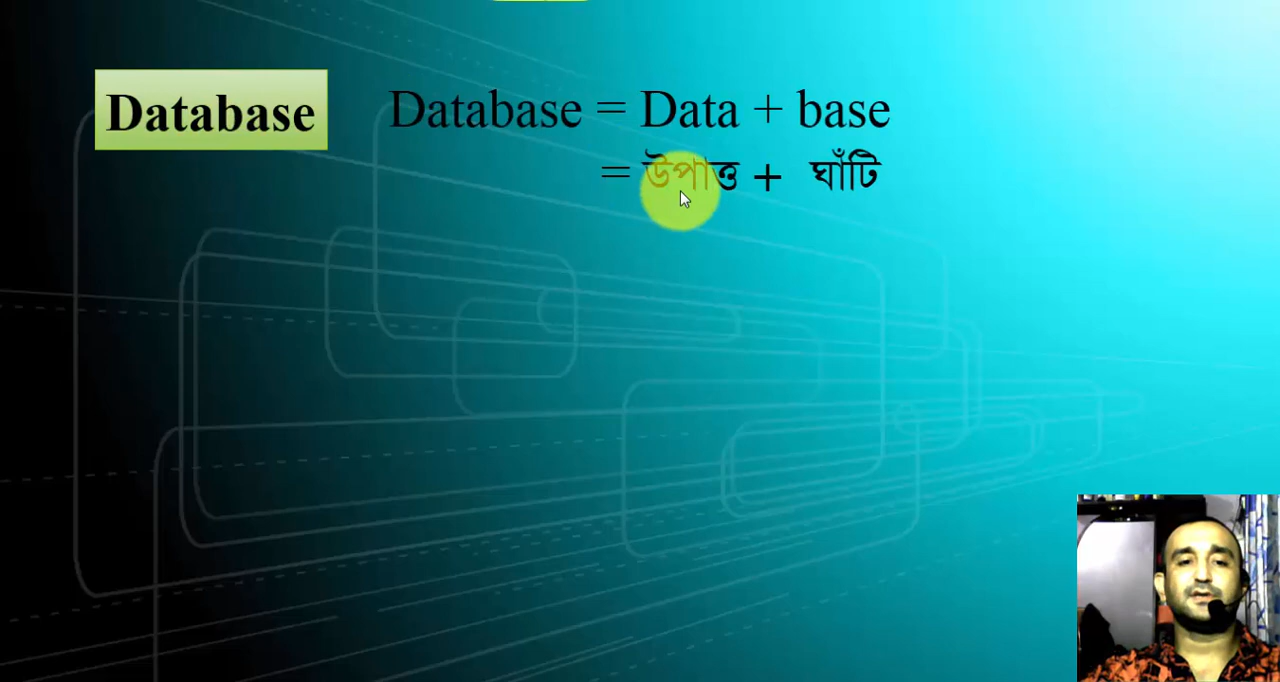 Database
Database = Data + base
= উপাত্ত + ঘাঁটি